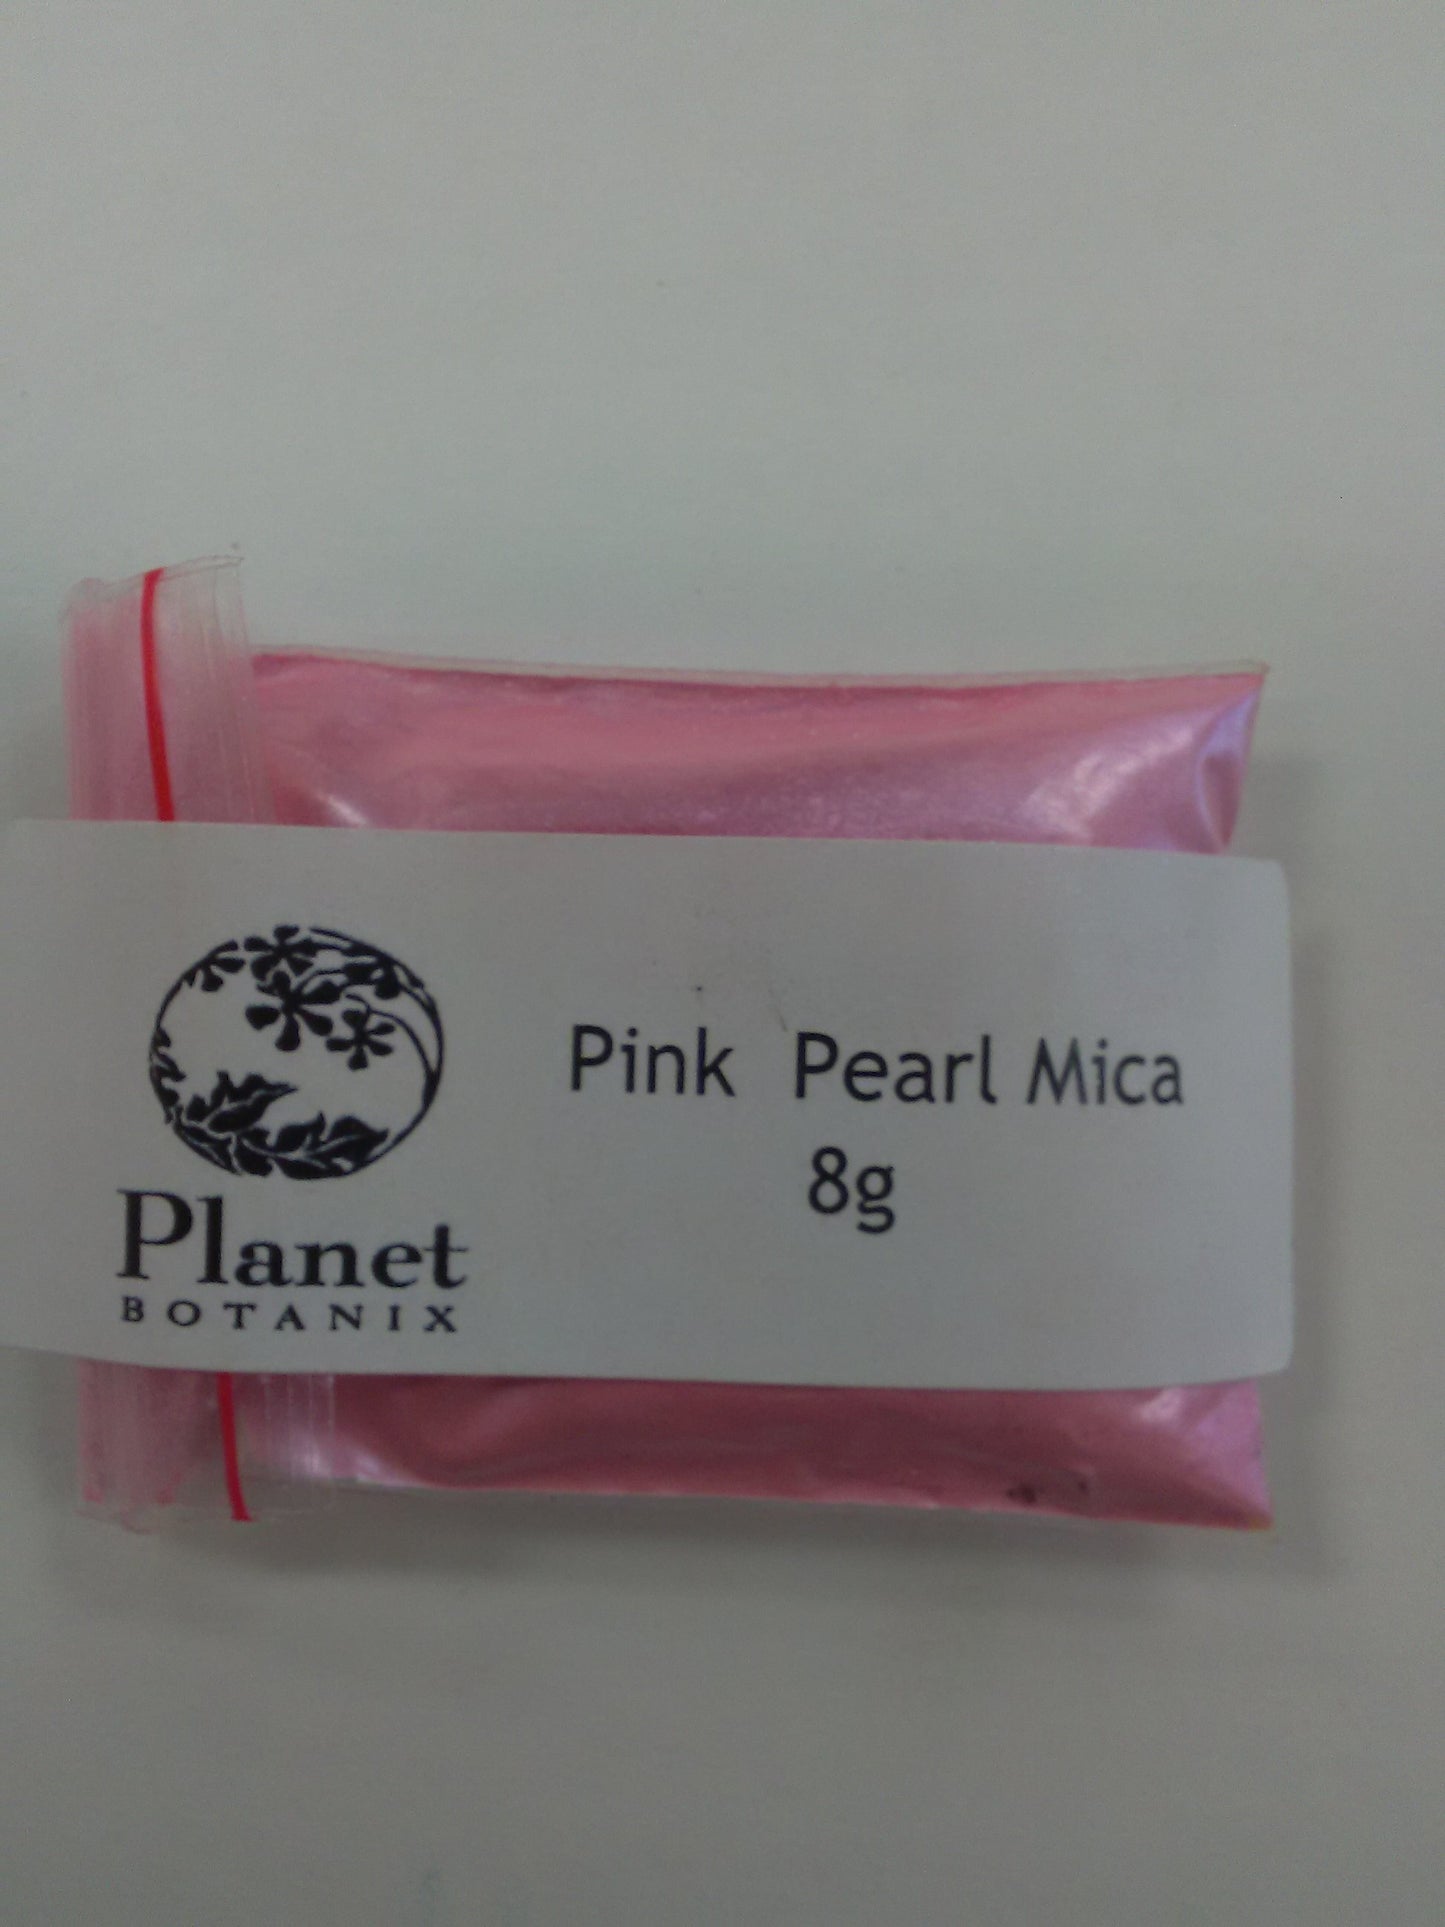 Pink Pearl Mica
8g
Planet
BOTANIX